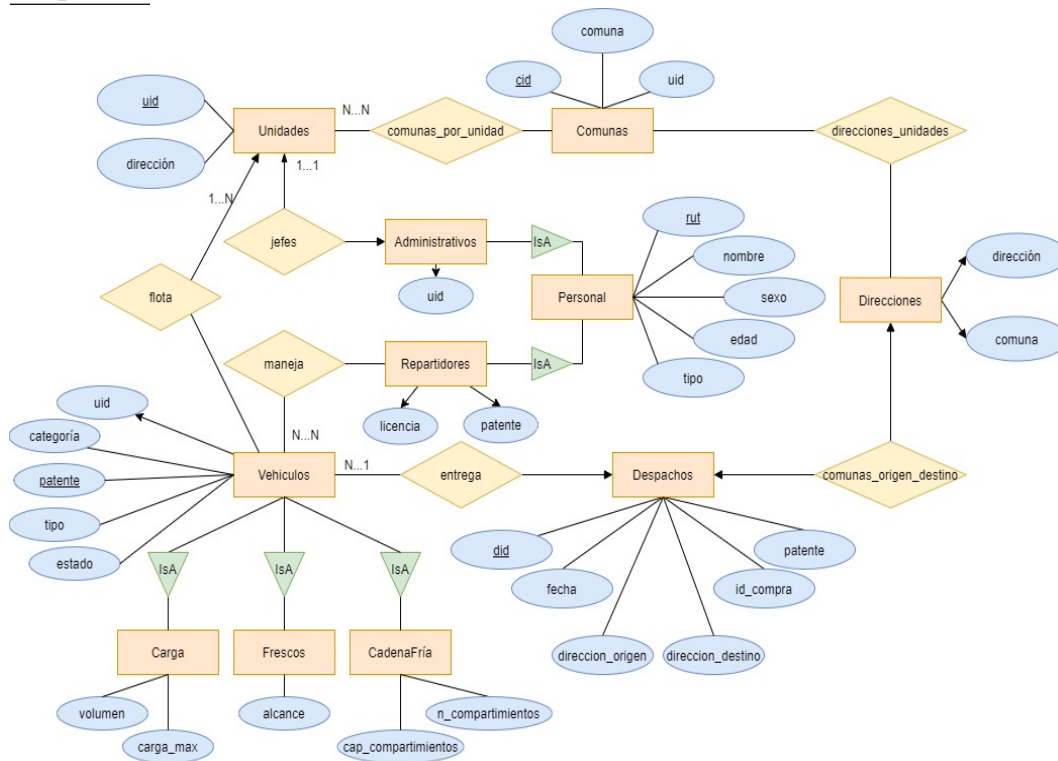 comuna
cid
uid
uid
N...N
Unidades
comunas_por_unidad
Comunas
direcciones_unidades
dirección
1...1
1...N
rut
jefes
Administrativos
IsA
nombre
dirección
uid
Personal
sexo
Direcciones
flota
edad
comuna
maneja
Repartidores
IsA
tipo
uid
licencia
patente
categoría
N...N
N...1
Vehiculos
entrega
Despachos
comunas_origen_destino
patente
tipo
estado
did
patente
IsA
IsA
IsA
fecha
id_compra
Carga
Frescos
CadenaFría
direccion_origen
direccion_destino
volumen
alcance
n_compartimientos
carga_max
cap_compartimientos